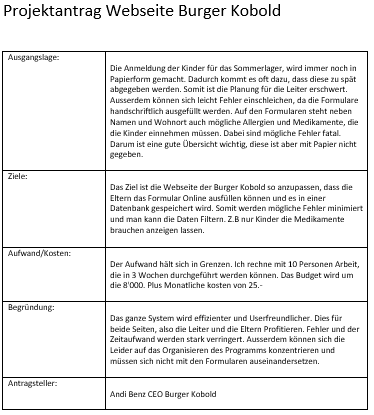 Projektantrag Webseite Burger Kobold
Ausgangslage:
Die Anmeldung der Kinder für das Sommerlager, wird immer noch in
Papierform gemacht. Dadurch kommt es oft dazu, dass diese zu spät
abgegeben werden. Somit ist die Planung für die Leiter erschwert.
Ausserdem können sich leicht Fehler einschleichen, da die Formulare
handschriftlich ausgefüllt werden. Auf den Formularen steht neben
Namen und Wohnort auch mögliche Allergien und Medikamente, die
die Kinder einnehmen müssen. Dabei sind mögliche Fehler fatal.
Darum ist eine gute Übersicht wichtig, diese ist aber mit Papier nicht
gegeben.
Ziele:
Das Ziel ist die Webseite der Burger Kobold so anzupassen, dass die
Eltern das Formular Online ausfüllen können und es in einer
Datenbank gespeichert wird. Somit werden mögliche Fehler minimiert
und man kann die Daten Filtern. Z.B nur Kinder die Medikamente
brauchen anzeigen lassen.
Aufwand/Kosten:
Der Aufwand hält sich in Grenzen. Ich rechne mit 10 Personen Arbeit,
die in 3 Wochen durchgeführt werden können. Das Budget wird um
die 8'000. Plus Monatliche kosten von 25.-
Begründung:
Das ganze System wird effizienter und Userfreundlicher. Dies für
beide Seiten, also die Leiter und die Eltern Profitieren. Fehler und der
Zeitaufwand werden stark verringert. Ausserdem können sich die
Leider auf das Organisieren des Programms konzentrieren und
müssen sich nicht mit den Formularen auseinandersetzen.
Antragsteller:
Andi Benz CEO Burger Kobold